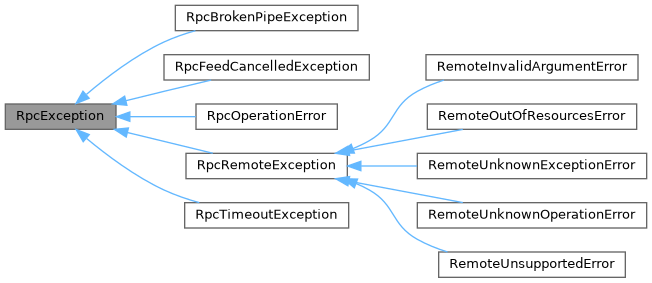 RpcException
RpcBrokenPipeException
RpcFeedCancelledException
RpcOperationError
RpcRemoteException
RpcTimeoutException
RemoteInvalidArgumentError
RemoteOutOfResourcesError
RemoteUnknownExceptionError
RemoteUnknownOperationError
RemoteUnsupportedError